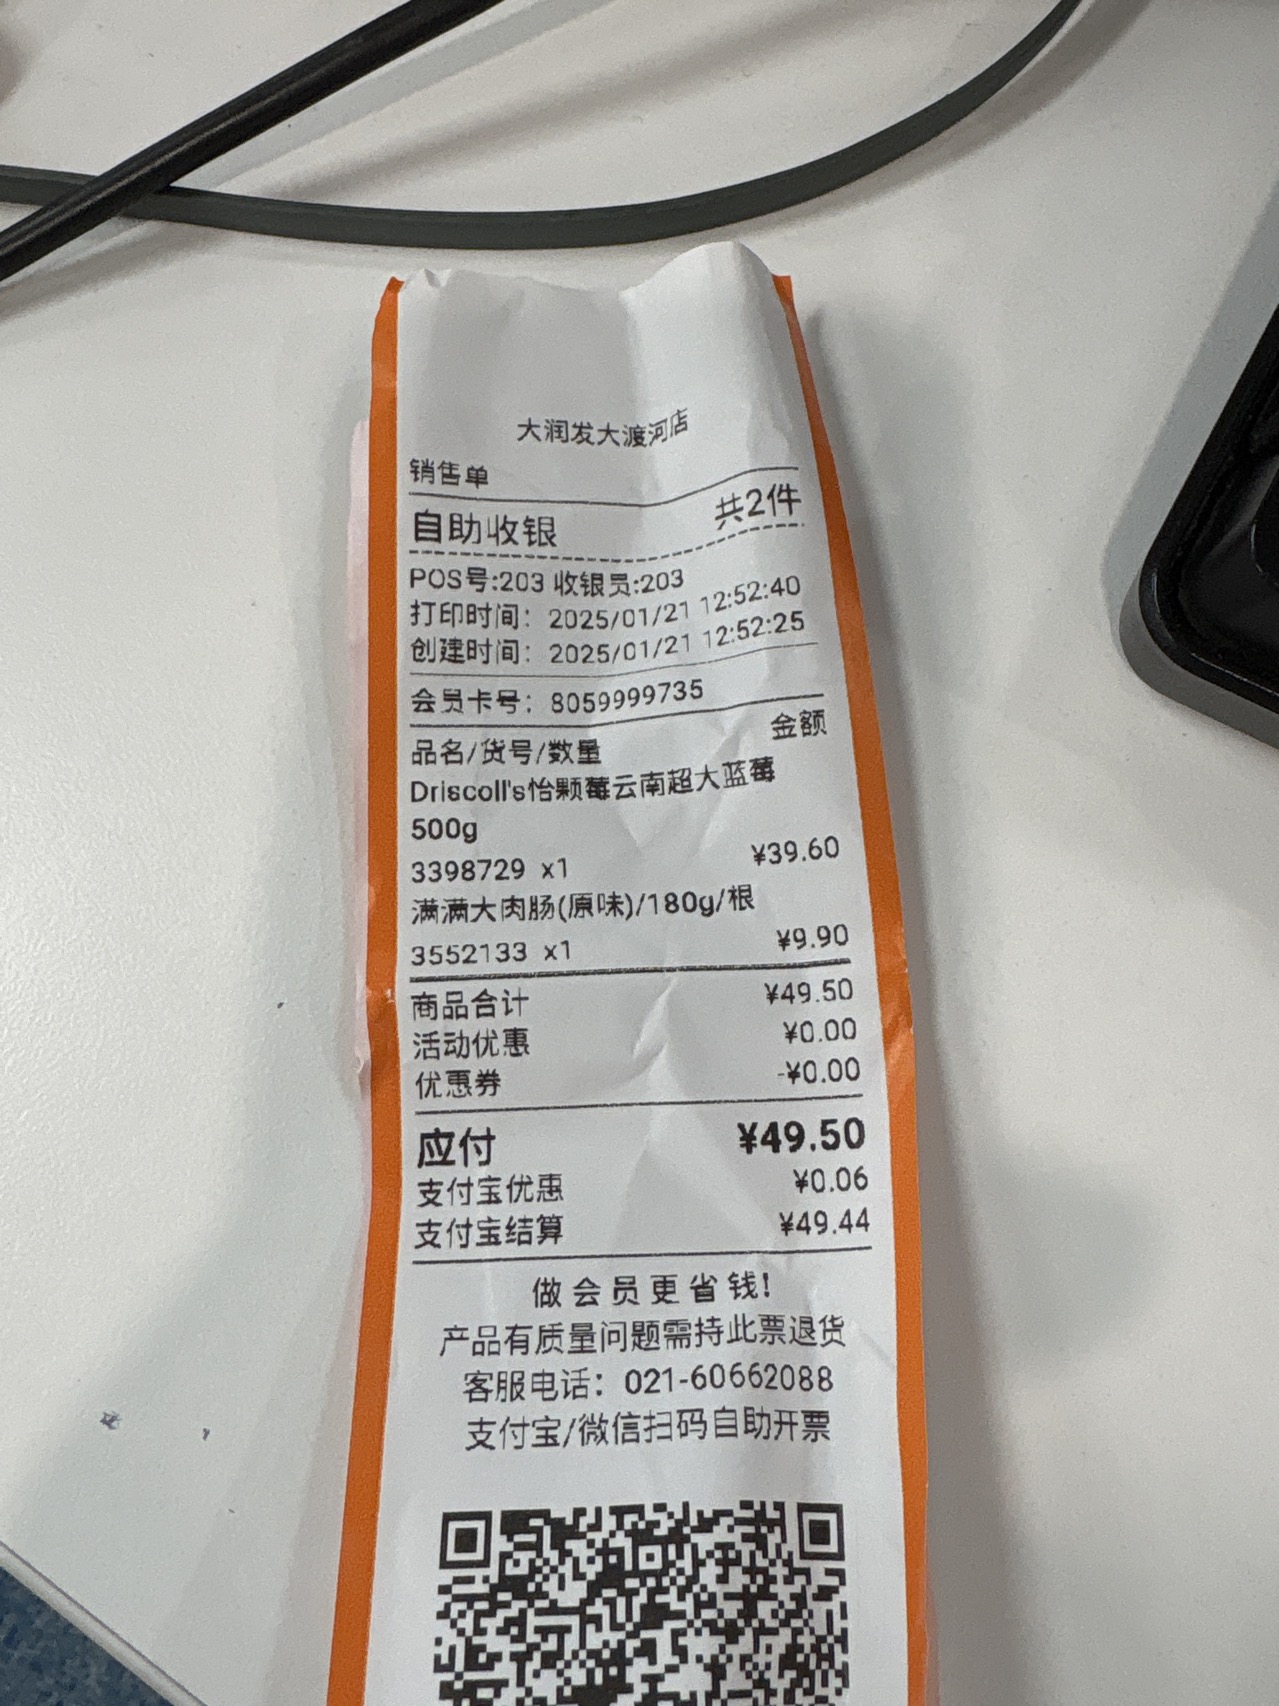 大润发大渡河店
销售单
自助收银 共2件
POS号:203 收银员:203
打印时间： 2025/01/21 12:52:40
创建时间： 2025/01/21 12:52:25
会员卡号： 8059999735
品名/货号/数量 金额
Driscoll's怡颗莓云南超大蓝莓
500g
3398729 x1 ¥39.60
满满大肉肠(原味)/180g/根
3552133 x1 ¥9.90
商品合计 ¥49.50
活动优惠 ¥0.00
优惠券 -¥0.00
应付 ¥49.50
支付宝优惠 ¥0.06
支付宝结算 ¥49.44
做会员更省钱!
产品有质量问题需持此票退货
客服电话：021-60662088
支付宝/微信扫码自助开票